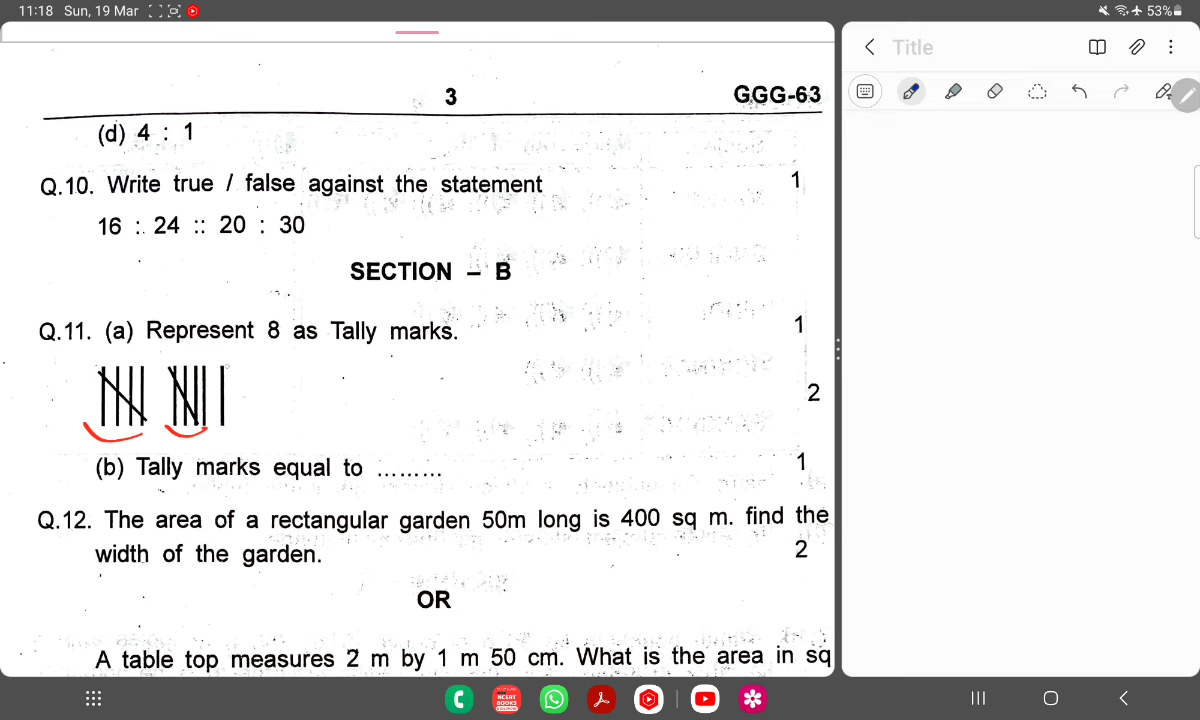 11:18 Sun, 19 Mar
53%
Title
3 GGG-63
(d) 4 : 1
Q.10. Write true / false against the statement 1
16 : 24 :: 20 : 30
SECTION – B
Q.11. (a) Represent 8 as Tally marks. 1
2
(b) Tally marks equal to ......... 1
Q.12. The area of a rectangular garden 50m long is 400 sq m. find the
width of the garden. 2
OR
A table top measures 2 m by 1 m 50 cm. What is the area in sq
NCERT
BOOKS